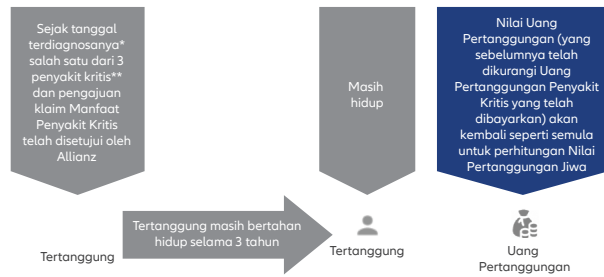 Sejak tanggal
terdiagnosanya*
salah satu dari 3
penyakit kritis**
dan pengajuan
klaim Manfaat
Penyakit Kritis
telah disetujui oleh
Allianz
Masih
hidup
Nilai Uang
Pertanggungan (yang
sebelumnya telah
dikurangi Uang
Pertanggungan Penyakit
Kritis yang telah
dibayarkan) akan
kembali seperti semula
untuk perhitungan Nilai
Pertanggungan Jiwa
Tertanggung
Tertanggung masih bertahan
hidup selama 3 tahun
Tertanggung
Uang
Pertanggungan